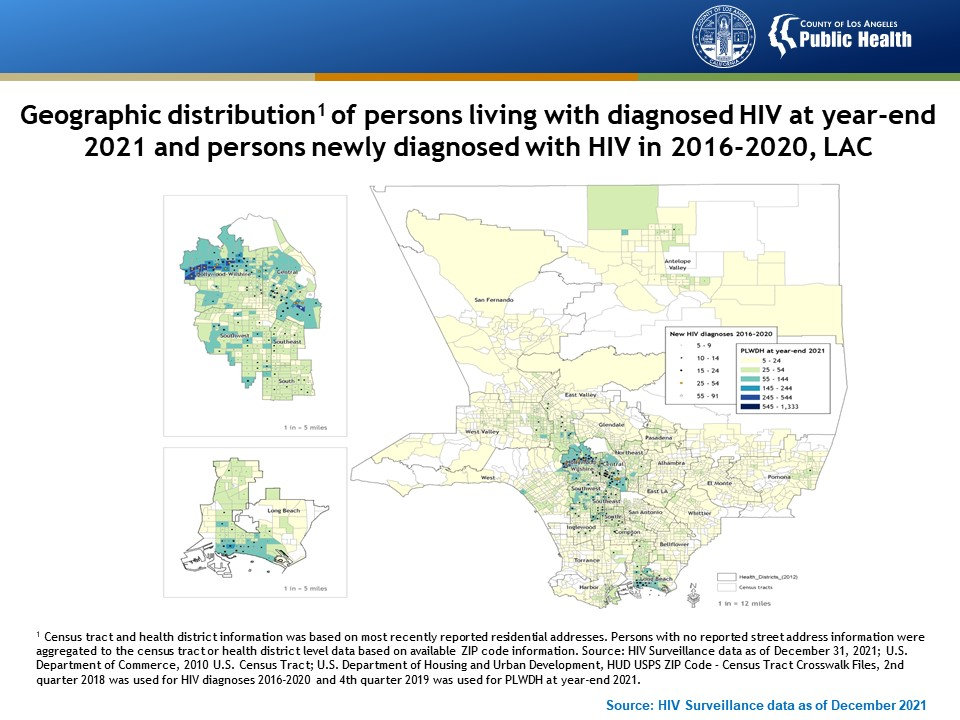 COUNTY OF LOS ANGELES
Public Health
Geographic distribution1 of persons living with diagnosed HIV at year-end
2021 and persons newly diagnosed with HIV in 2016-2020, LAC
Hollywood-Wilshire
Central
Southwest
Southeast
South
1 in = 5 miles
Long Beach
1 in = 5 miles
Antelope
Valley
San Fernando
New HIV diagnoses 2016-2020
5 - 9
10 - 14
15 - 24
25 - 54
55 - 91
PLWDH at year-end 2021
5 - 24
25 - 54
55 - 144
145 - 244
245 - 544
545 - 1,333
East Valley
West Valley
Glendale
Pasadena
Northeast
Wilshire
Central
Alhambra
West
Pomona
El Monte
Southwest
East LA
Southeast
South
San Antonio
Whittier
Inglewood
Compton
Bellflower
Torrance
Harbor
Long Beach
Health_Districts_(2012)
Census tracts
1 in = 12 miles
1 Census tract and health district information was based on most recently reported residential addresses. Persons with no reported street address information were
aggregated to the census tract or health district level data based on available ZIP code information. Source: HIV Surveillance data as of December 31, 2021; U.S.
Department of Commerce, 2010 U.S. Census Tract; U.S. Department of Housing and Urban Development, HUD USPS ZIP Code - Census Tract Crosswalk Files, 2nd
quarter 2018 was used for HIV diagnoses 2016-2020 and 4th quarter 2019 was used for PLWDH at year-end 2021.
Source: HIV Surveillance data as of December 2021